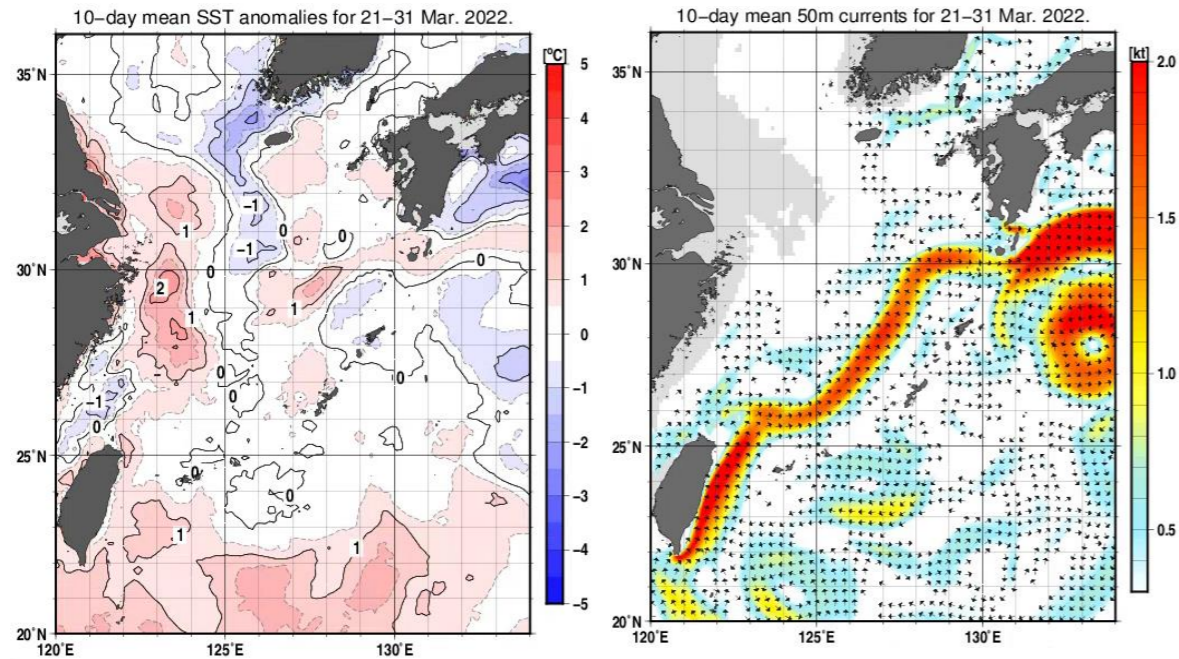 10-day mean SST anomalies for 21-31 Mar. 2022.
[°C]
35°N
30°N
25°N
20°N
120°E
125°E
130°E
5
4
3
2
1
0
-1
-2
-3
-4
-5
-1
1
-1
0
0
0
0
2
1
1
0
0
0
-1
0
0
0
1
1
10-day mean 50m currents for 21-31 Mar. 2022.
[kt]
35°N
30°N
25°N
20°N
120°E
125°E
130°E
2.0
1.5
1.0
0.5